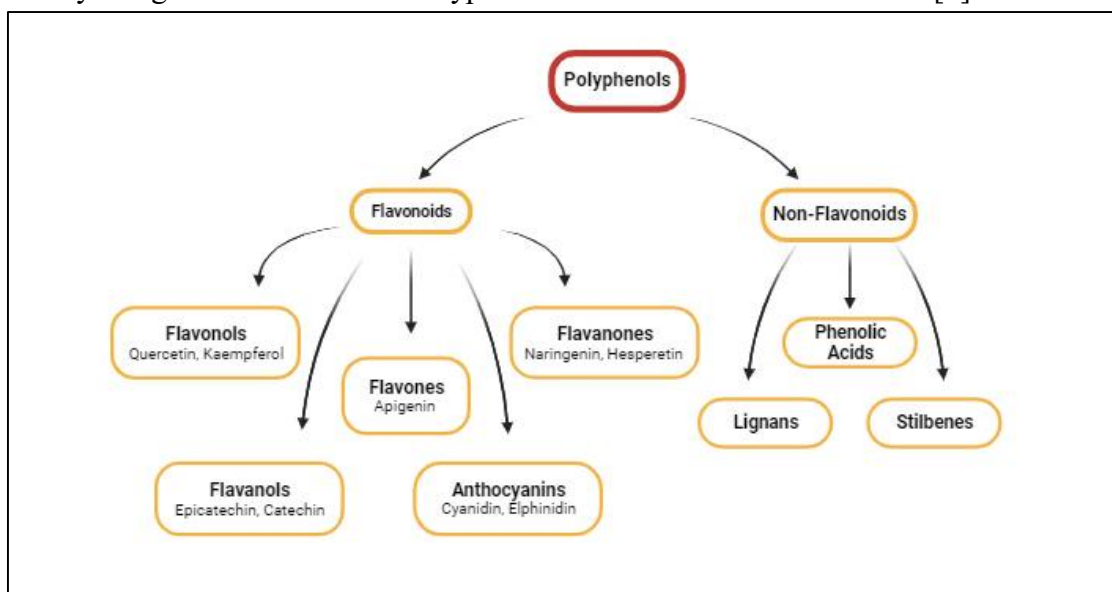 [ ]
Polyphenols
Flavonoids
Non-Flavonoids
Flavonols
Quercetin, Kaempferol
Flavanones
Naringenin, Hesperetin
Phenolic
Acids
Flavones
Apigenin
Lignans
Stilbenes
Flavanols
Epicatechin, Catechin
Anthocyanins
Cyanidin, Elphinidin